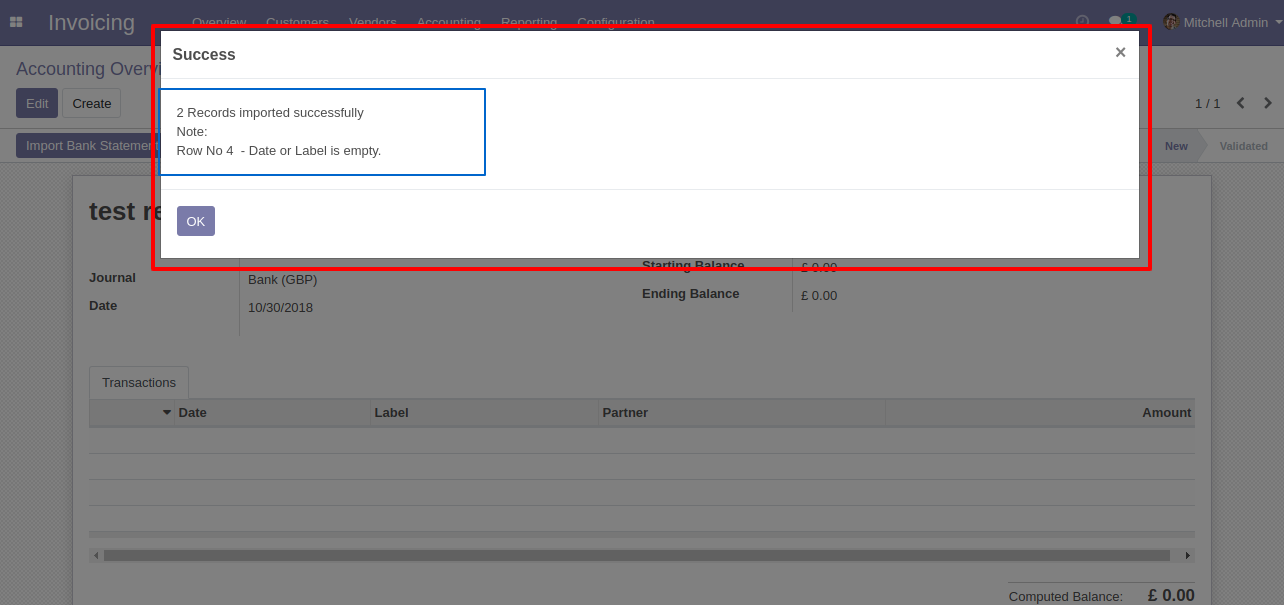 Invoicing
Overview Customers Vendors Accounting Reporting Configuration
1
Mitchell Admin
Accounting Overvi
Success
×
Edit
Create
2 Records imported successfully
Note:
Row No 4 - Date or Label is empty.
1 / 1
Import Bank Statement
New
Validated
OK
test re
Journal
Bank (GBP)
Starting Balance
£ 0.00
Date
10/30/2018
Ending Balance
£ 0.00
Transactions
Date Label Partner Amount
Computed Balance: £ 0.00